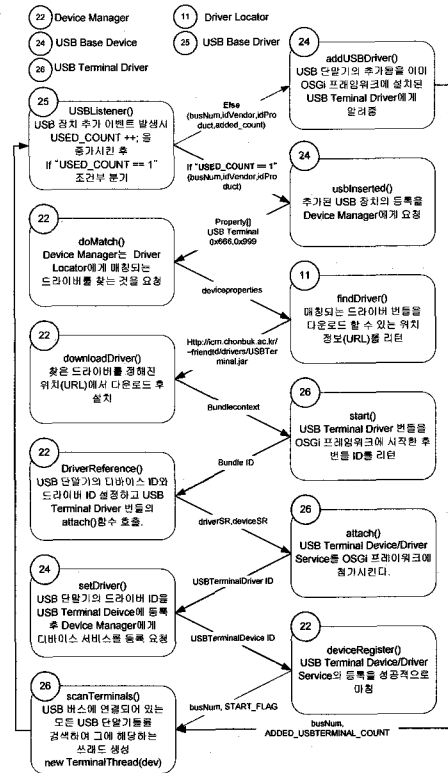 22 Device Manager
11 Driver Locator
24 USB Base Device
25 USB Base Driver
26 USB Terminal Driver
25
USBListener()
USB 장치 추가 이벤트 발생시
USED_COUNT ++; 을
증가시킨 후
If "USED_COUNT == 1"
조건부 분기
Else
(busNum,idVendor,idPro
duct,added_count)
24
addUSBDriver()
USB 단말기의 추가됨을 이미
OSGi 프래임워크에 설치된
USB Teminal Driver에게
알려줌
If "USED_COUNT == 1"
(busNum,idVendor,idPro
duct)
24
usbInserted()
추가된 USB 장치의 등록을
Device Manager에게 요청
Property[]
USB Terminal
0x666,0x999
22
doMatch()
Device Manager는 Driver
Locator에게 매칭되는
드라이버를 찾는 것을 요청
deviceproperties
11
findDriver()
매칭되는 드라이버 번들을
다운로드 할 수 있는 위치
정보(URL)를 리턴
Http://icm.chonbuk.ac.kr/
~friendtd/drivers/USBTer
minal.jar
22
downloadDriver()
찾은 드라이버를 정해진
위치(URL)에서 다운로드 후
설치
Bundlecontext
26
start()
USB Terminal Driver 번들을
OSGi 프레임워크에 시작한 후
번들 ID를 리턴
Bundle ID
22
DriverReference()
USB 단말기의 디바이스 ID와
드라이버 ID 설정하고 USB
Terminal Driver 번들의
attach()함수 호출.
driverSR,deviceSR
26
attach()
USB Terminal Device/Driver
Service를 OSGi 프레이워크에
첨가시킨다.
USBTerminalDriver ID
24
setDriver()
USB 단말기의 드라이버 ID을
USB Terminal Deivce에 등록
후 Device Manager에게
디바이스 서비스를 등록 요청
USBTerminalDevice ID
22
deviceRegister()
USB Terminal Device/Driver
Service의 등록을 성공적으로
마침
busNum, START_FLAG
26
scanTerminals()
USB 버스에 연결되어 있는
모든 USB 단말기들을
검색하여 그에 해당하는
쓰래드 생성
new TerminalThread(dev)
busNum,
ADDED_USBTERMINAL_COUNT